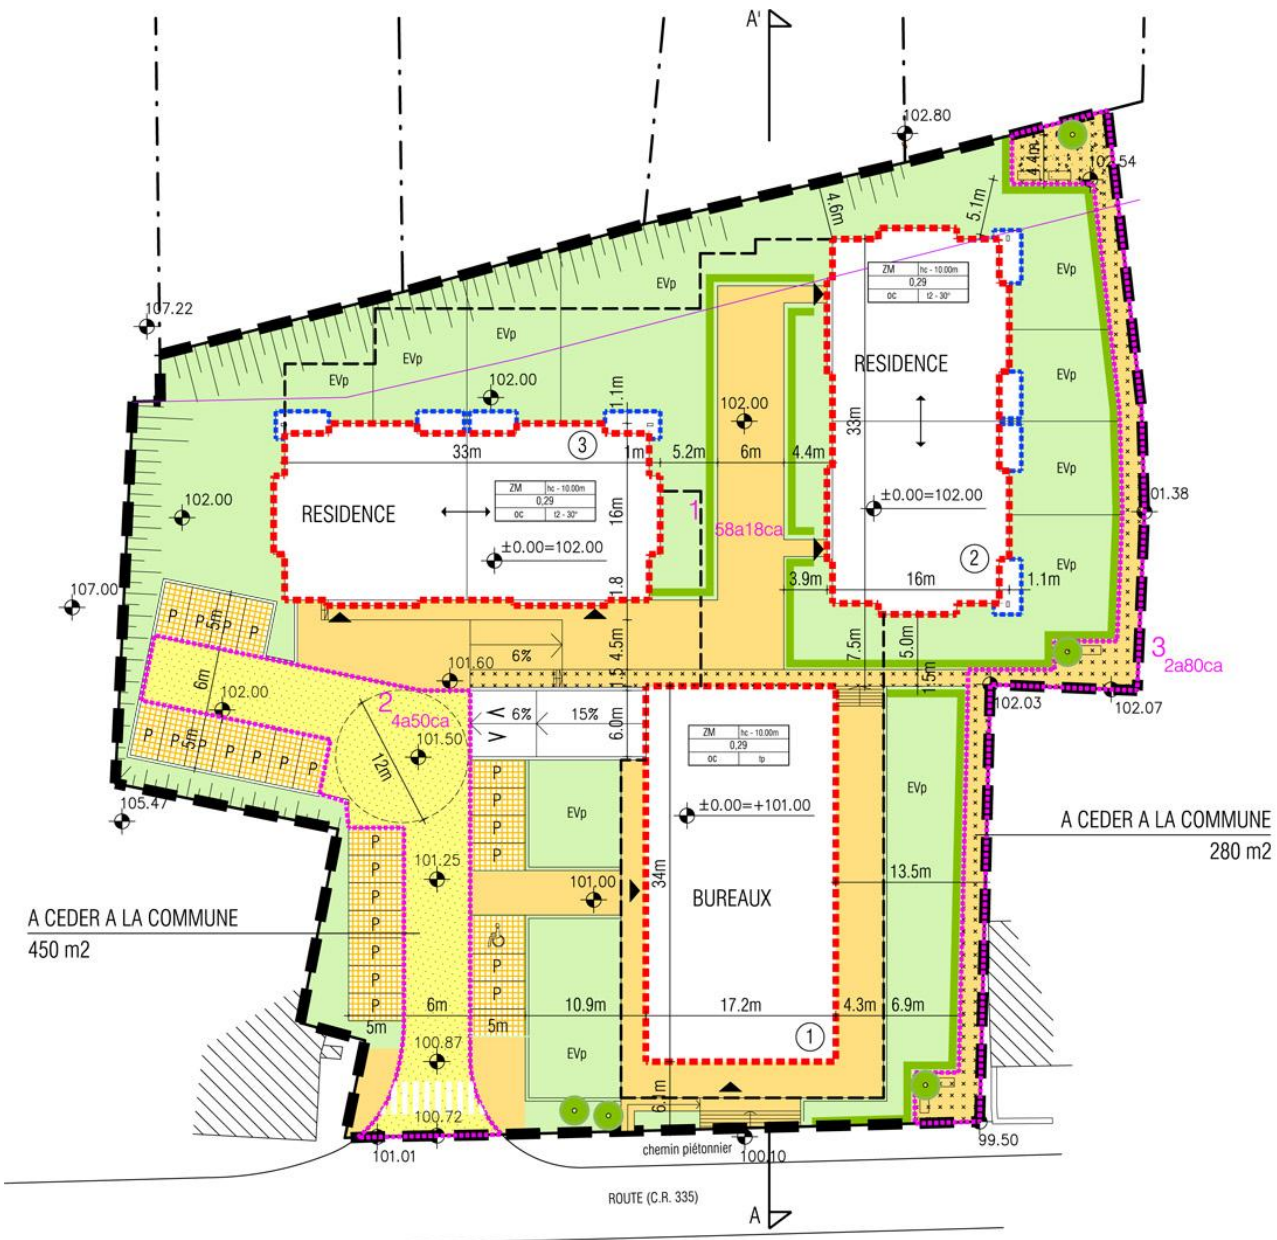 A'
102.80
102.54
4.4m
4.6m
5.1m
ZM hc - 10.00m
0,29
oc t2 - 30°
EVp
EVp
107.22
EVp
EVp
EVp
RESIDENCE
EVp
102.00
1.1m
102.00
33m
3
33m
1m
5.2m
6m
4.4m
EVp
ZM hc - 10.00m
0,29
oc t2 - 30°
102.00
RESIDENCE
16m
1
58a18ca
±0.00=102.00
01.38
±0.00=102.00
2
EVp
107.00
1.8
3.9m
16m
1.1m
P P P P
5m
6%
4.5m
7.5m
5.0m
3
2a80ca
101.60
6m
102.00
2
4a50ca
1.5m
1.5m
102.03
102.07
6% 15%
6.0m
P P P P P P P
5m
101.50
12m
ZM hc - 10.00m
0,29
oc tp
P
P
P
P
EVp
±0.00=+101.00
EVp
105.47
A CEDER A LA COMMUNE
280 m2
P
P
P
P
P
P
P
101.25
101.00
34m
13.5m
BUREAUX
A CEDER A LA COMMUNE
450 m2
P
P
5m
6m
5m
10.9m
17.2m
4.3m
6.9m
1
100.87
EVp
6.1m
100.72
101.01
chemin piétonnier
100.10
99.50
ROUTE (C.R. 335)
A